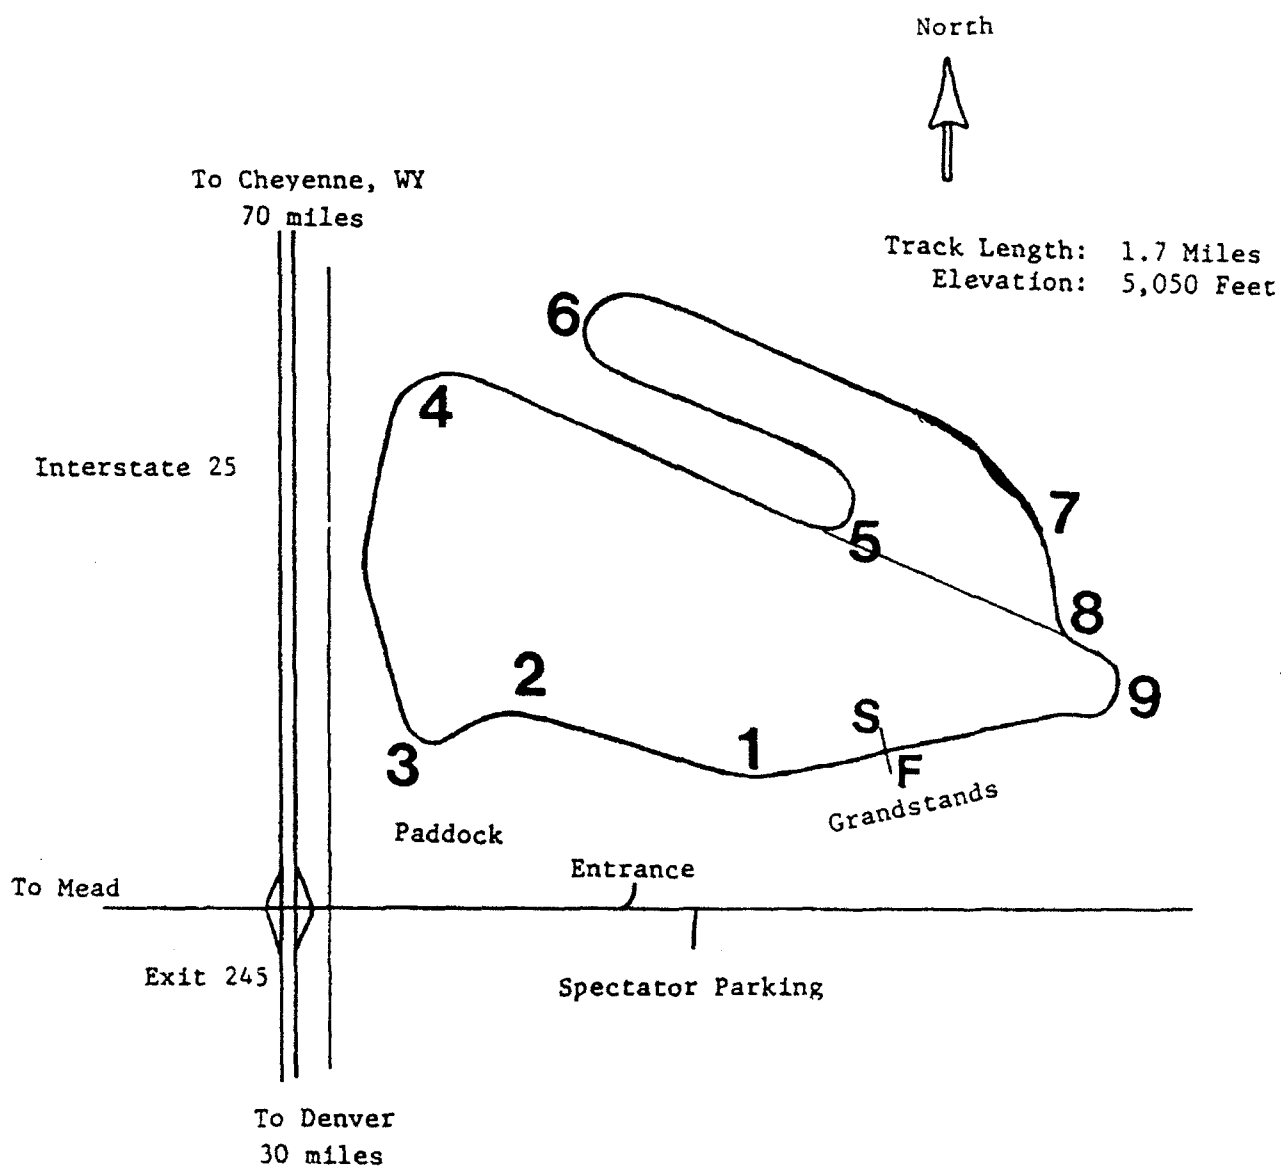 North
To Cheyenne, WY
70 miles
Track Length: 1.7 Miles
Elevation: 5,050 Feet
6
4
Interstate 25
7
5
8
2
9
S
1
3
F
Grandstands
Paddock
Entrance
To Mead
Exit 245
Spectator Parking
To Denver
30 miles